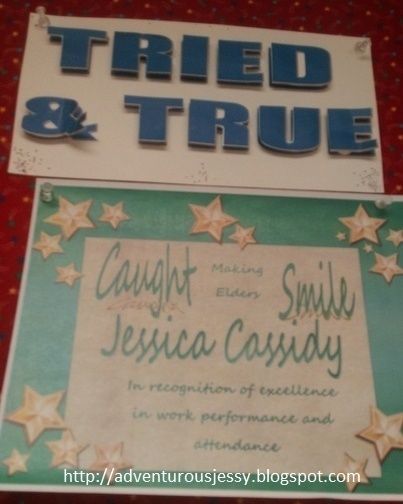 TRIED
& TRUE
Caught Making Elders Smile
Jessica Cassidy
In recognition of excellence
in work performance and
attendance
http://adventurousjessy.blogspot.com